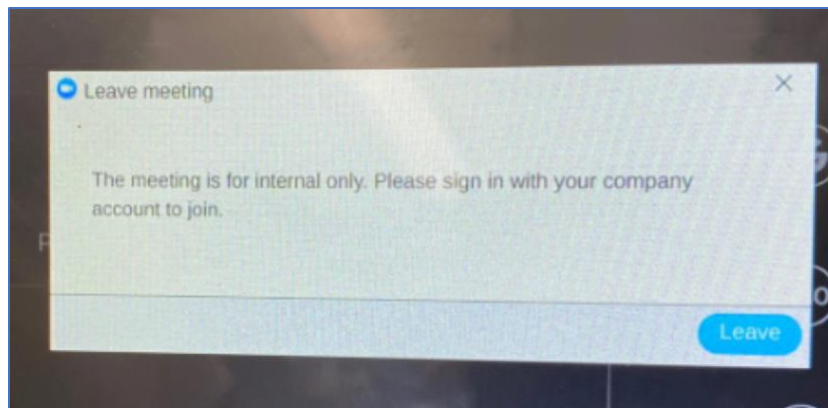 Leave meeting
The meeting is for internal only. Please sign in with your company
account to join.
Leave